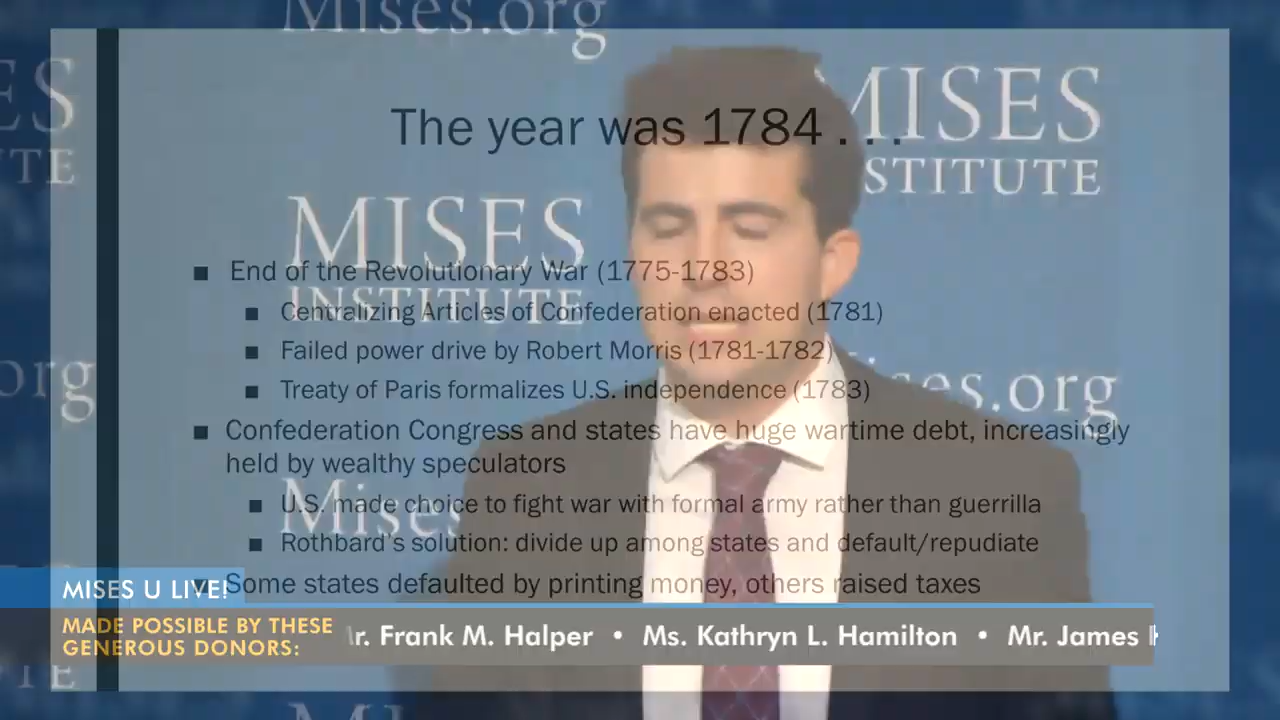 Mises.org
MISES
INSTITUTE
The year was 1784 . . .
MISES
INSTITUTE
End of the Revolutionary War (1775-1783)
Centralizing Articles of Confederation enacted (1781)
Failed power drive by Robert Morris (1781-1782)
Treaty of Paris formalizes U.S. independence (1783)
Mises.org
Confederation Congress and states have huge wartime debt, increasingly
held by wealthy speculators
U.S. made choice to fight war with formal army rather than guerrilla
Rothbard's solution: divide up among states and default/repudiate
Some states defaulted by printing money, others raised taxes
MISES U LIVE!
MADE POSSIBLE BY THESE
GENEROUS DONORS:
Mr. Frank M. Halper • Ms. Kathryn L. Hamilton • Mr. James